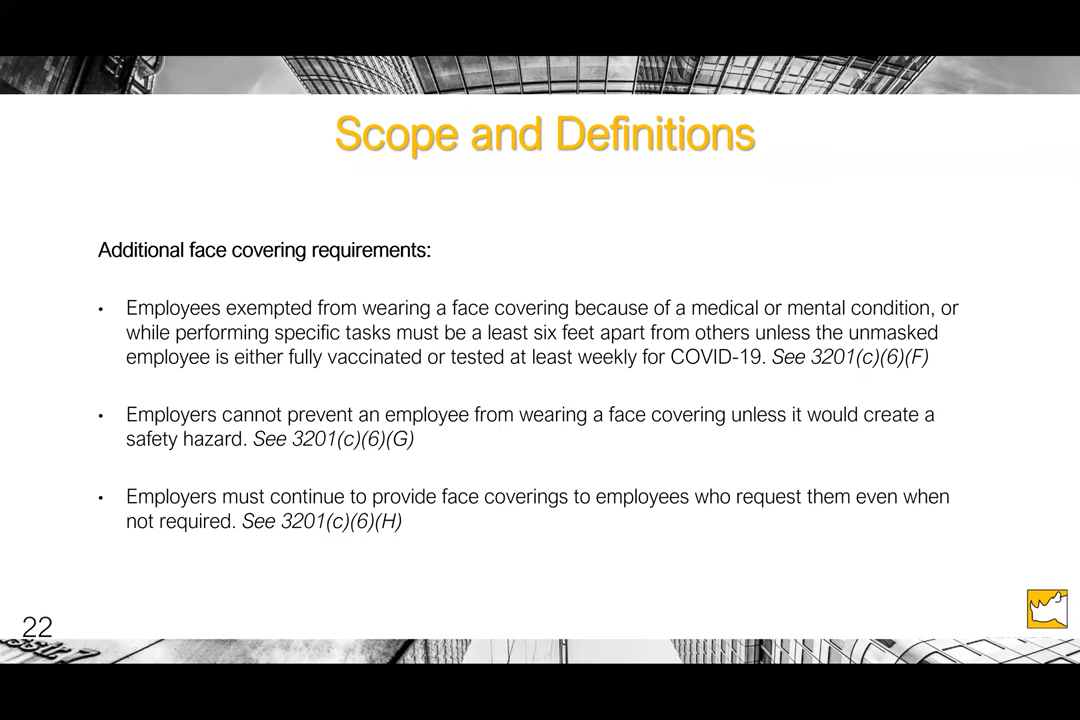 Scope and Definitions
Additional face covering requirements:
• Employees exempted from wearing a face covering because of a medical or mental condition, or
while performing specific tasks must be a least six feet apart from others unless the unmasked
employee is either fully vaccinated or tested at least weekly for COVID-19. See 3201(c)(6)(F)
• Employers cannot prevent an employee from wearing a face covering unless it would create a
safety hazard. See 3201(c)(6)(G)
• Employers must continue to provide face coverings to employees who request them even when
not required. See 3201(c)(6)(H)
22